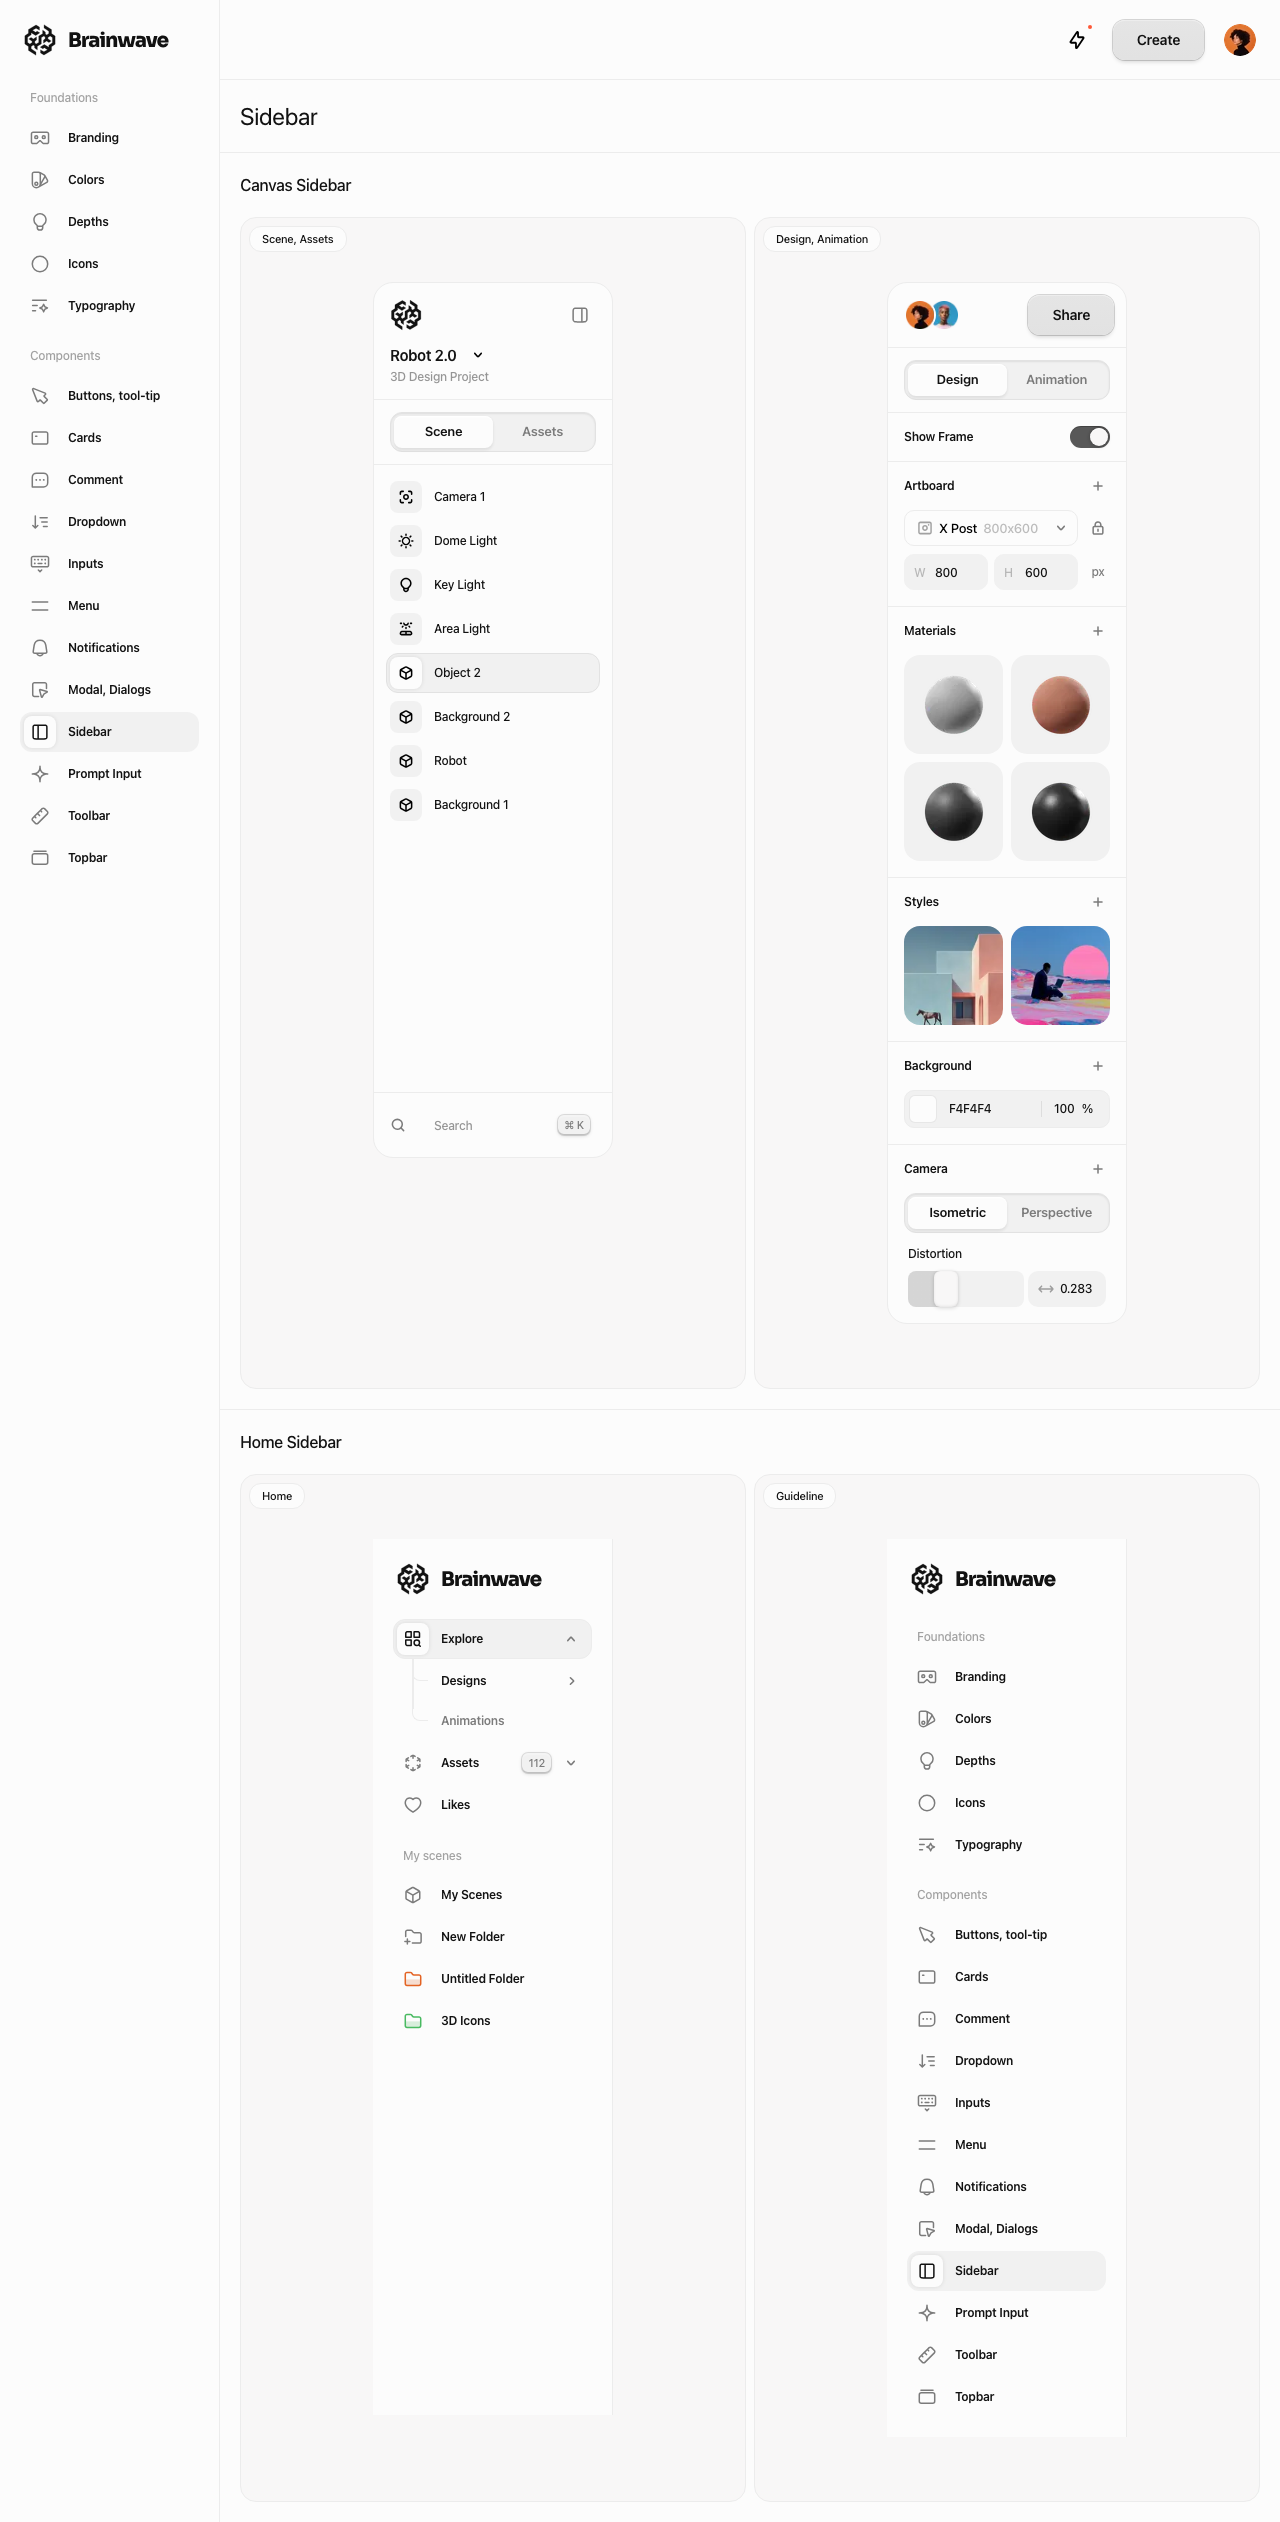 Brainwave
Foundations
Branding
Colors
Depths
Icons
Typography
Components
Buttons, tool-tip
Cards
Comment
Dropdown
Inputs
Menu
Notifications
Modal, Dialogs
Sidebar
Prompt Input
Toolbar
Topbar
Create
Sidebar
Canvas Sidebar
Scene, Assets
Robot 2.0
3D Design Project
Scene Assets
Camera 1
Dome Light
Key Light
Area Light
Object 2
Background 2
Robot
Background 1
Search ⌘ K
Design, Animation
Share
Design Animation
Show Frame
Artboard
X Post 800x600
W 800 H 600 px
Materials
Styles
Background
F4F4F4 100 %
Camera
Isometric Perspective
Distortion
0.283
Home Sidebar
Home
Brainwave
Explore
Designs
Animations
Assets 112
Likes
My scenes
My Scenes
New Folder
Untitled Folder
3D Icons
Guideline
Brainwave
Foundations
Branding
Colors
Depths
Icons
Typography
Components
Buttons, tool-tip
Cards
Comment
Dropdown
Inputs
Menu
Notifications
Modal, Dialogs
Sidebar
Prompt Input
Toolbar
Topbar